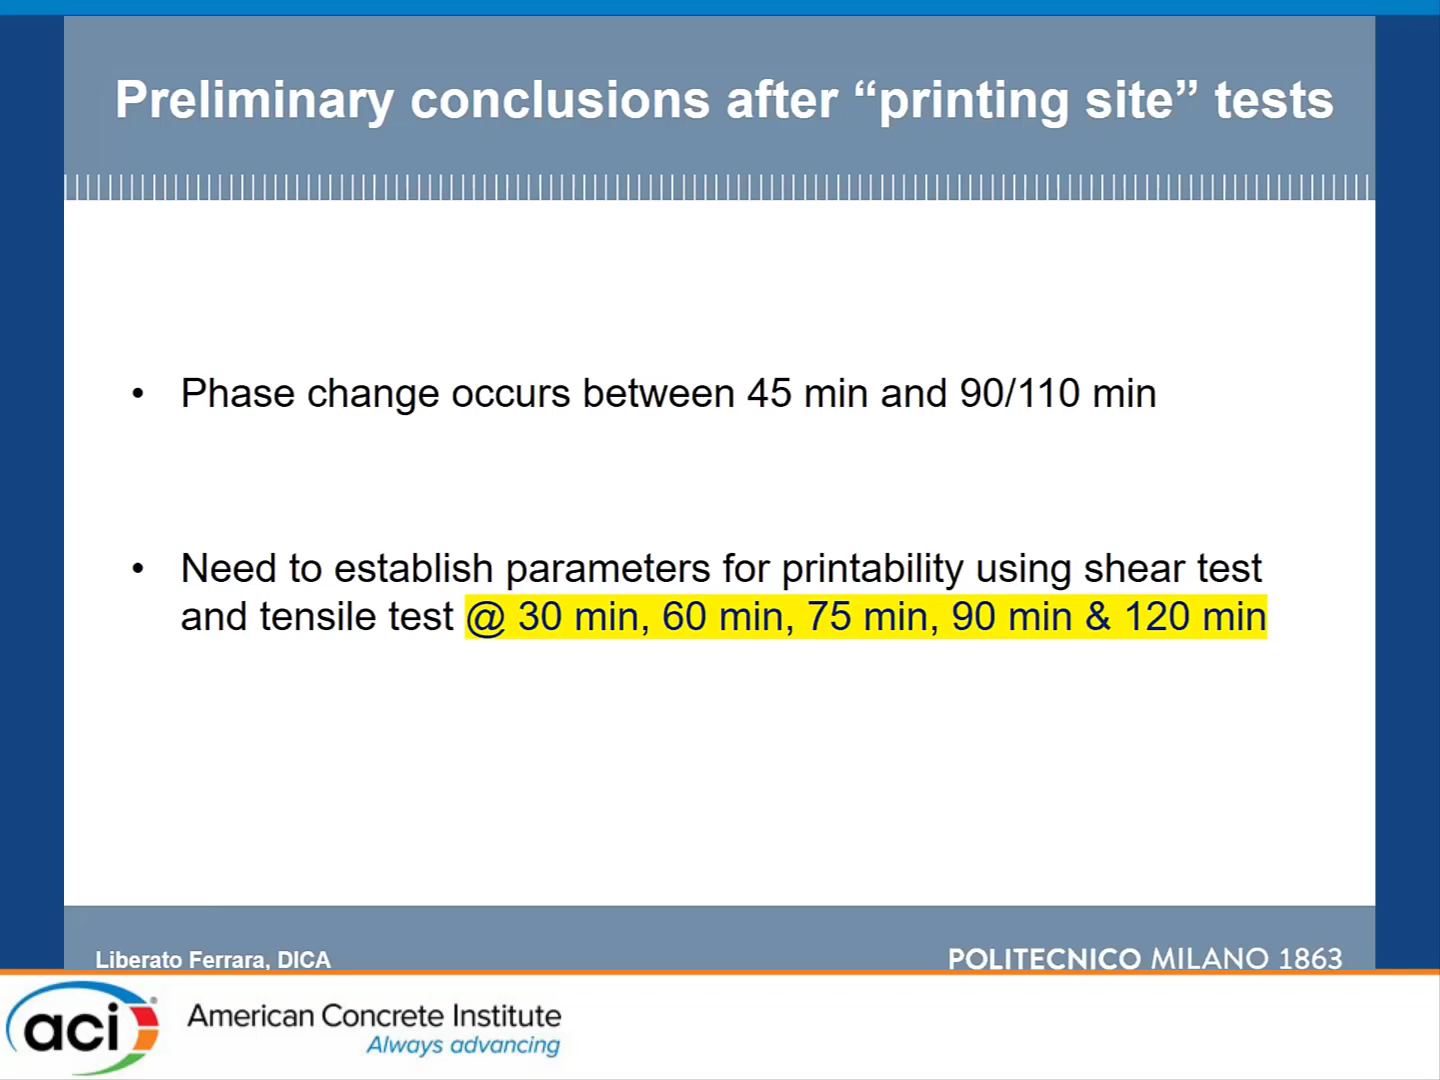 Preliminary conclusions after “printing site” tests
• Phase change occurs between 45 min and 90/110 min
• Need to establish parameters for printability using shear test
and tensile test @ 30 min, 60 min, 75 min, 90 min & 120 min
Liberato Ferrara, DICA
POLITECNICO MILANO 1863
aci®
American Concrete Institute
Always advancing